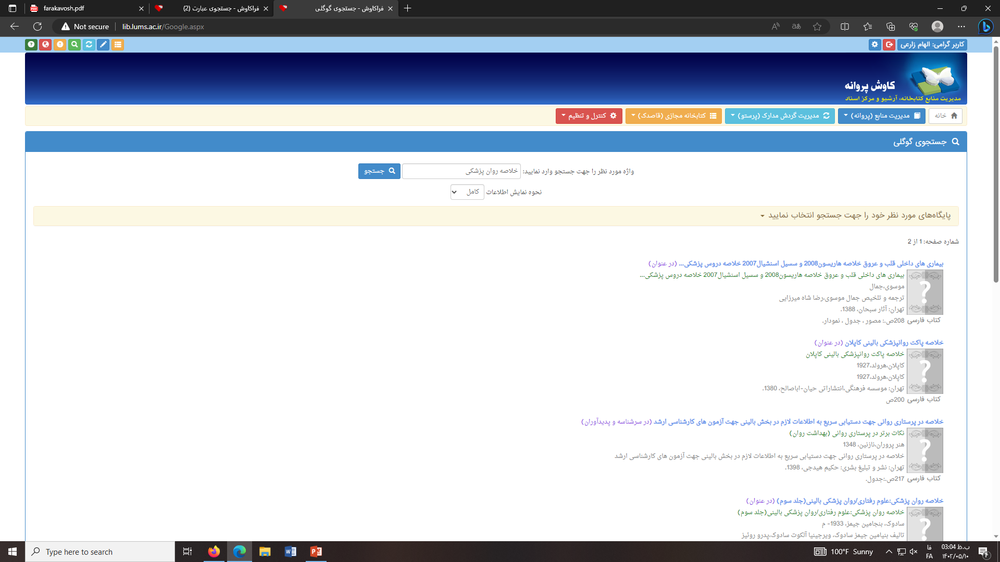 farakavosh.pdf
فراکاوش - جستجوی عبارت (2)
فراکاوش - جستجوی گوگلی
Not secure
lib.lums.ac.ir/Google.aspx
کاربر گرامی: الهام زارعی
کاوش پروانه
مدیریت منابع کتابخانه، آرشیو و مرکز اسناد
خانه
مدیریت منابع (پروانه)
مدیریت گردش مدارک (پرستو)
کتابخانه مجازی (قاصدک)
کنترل و تنظیم
جستجوی گوگلی
واژه مورد نظر را جهت جستجو وارد نمایید: خلاصه روان پزشکی جستجو
نحوه نمایش اطلاعات کامل
پایگاه‌های مورد نظر خود را جهت جستجو انتخاب نمایید
شماره صفحه: 1 از 2
بیماری های داخلی قلب و عروق خلاصه هاریسون2008 و سسیل اسنشیال2007 خلاصه دروس پزشکی... (در عنوان)
بیماری های داخلی قلب و عروق خلاصه هاریسون2008 و سسیل اسنشیال2007 خلاصه دروس پزشکی...
موسوی،جمال
ترجمه و تلخیص جمال موسوی،رضا شاه میرزایی
تهران: آثار سبحان، 1388.
کتاب فارسی 208ص.: مصور ، جدول ، نمودار.
خلاصه پاکت روانپزشکی بالینی کاپلان (در عنوان)
خلاصه پاکت روانپزشکی بالینی کاپلان
کاپلان،هرولد،1927
کاپلان،هرولد،1927
تهران: موسسه فرهنگی،انتشاراتی حیان-اباصالح، 1380.
کتاب فارسی 200ص
خلاصه در پرستاری روانی جهت دستیابی سریع به اطلاعات لازم در بخش بالینی جهت آزمون های کارشناسی ارشد (در سرشناسه و پدیدآوران)
نکات برتر در پرستاری روانی (بهداشت روان)
هنر پروران،نازنین، 1348
خلاصه در پرستاری روانی جهت دستیابی سریع به اطلاعات لازم در بخش بالینی جهت آزمون های کارشناسی ارشد
تهران: نشر و تبلیغ بشری: حکیم هیدجی، 1398.
کتاب فارسی 217ص.:جدول.
خلاصه روان پزشکی:علوم رفتاری/روان پزشکی بالینی(جلد سوم) (در عنوان)
خلاصه روان پزشکی:علوم رفتاری/روان پزشکی بالینی(جلد سوم)
سادوک، بنجامین جیمز، 1933- م
تالیف بنیامین جیمز سادوک، ویرجینیا آلکوت سادوک،پدرو روئیز
Type here to search
100°F Sunny
فا
FA
03:04 ب.ظ
۱۴۰۲/۰۵/۱۰